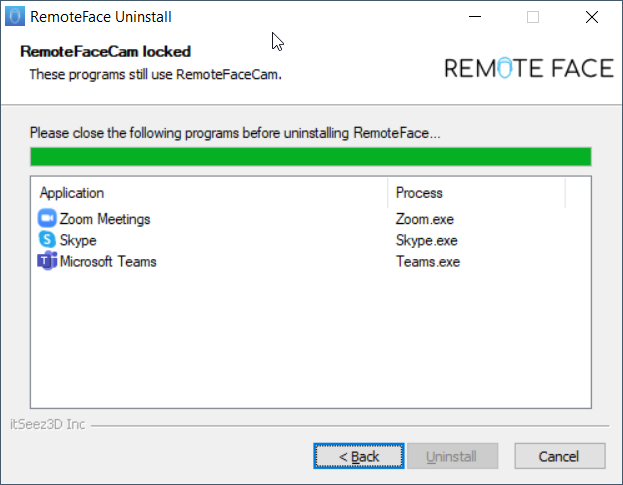 RemoteFace Uninstall
RemoteFaceCam locked
These programs still use RemoteFaceCam.
REMOTE FACE
Please close the following programs before uninstalling RemoteFace...
Application Process
Zoom Meetings Zoom.exe
Skype Skype.exe
Microsoft Teams Teams.exe
itSeez3D Inc
< Back Uninstall Cancel